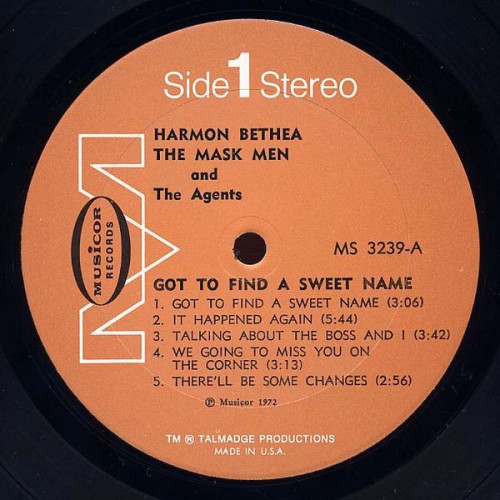 Side 1 Stereo
HARMON BETHEA
THE MASK MEN
and
The Agents
MUSICOR
RECORDS
MS 3239-A
GOT TO FIND A SWEET NAME
1. GOT TO FIND A SWEET NAME (3:06)
2. IT HAPPENED AGAIN (5:44)
3. TALKING ABOUT THE BOSS AND I (3:42)
4. WE GOING TO MISS YOU ON
THE CORNER (3:13)
5. THERE'LL BE SOME CHANGES (2:56)
℗ Musicor 1972
TM ® TALMADGE PRODUCTIONS
MADE IN U.S.A.